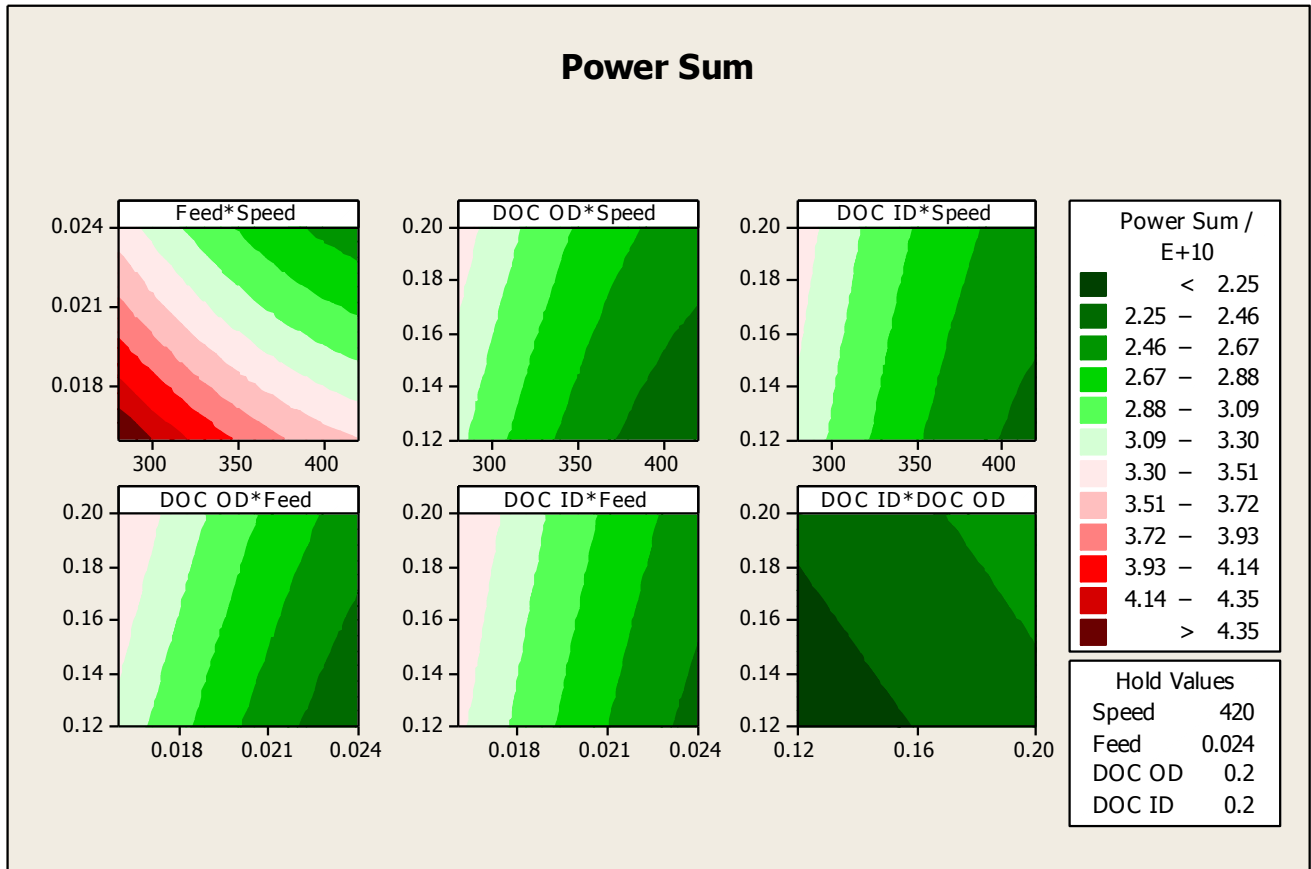 Power Sum
Feed*Speed
0.024
0.021
0.018
300 350 400
DOC OD*Speed
0.20
0.18
0.16
0.14
0.12
300 350 400
DOC ID*Speed
0.20
0.18
0.16
0.14
0.12
300 350 400
DOC OD*Feed
0.20
0.18
0.16
0.14
0.12
0.018 0.021 0.024
DOC ID*Feed
0.20
0.18
0.16
0.14
0.12
0.018 0.021 0.024
DOC ID*DOC OD
0.20
0.18
0.16
0.14
0.12
0.12 0.16 0.20
Power Sum /
E+10
< 2.25
2.25 – 2.46
2.46 – 2.67
2.67 – 2.88
2.88 – 3.09
3.09 – 3.30
3.30 – 3.51
3.51 – 3.72
3.72 – 3.93
3.93 – 4.14
4.14 – 4.35
> 4.35
Hold Values
Speed 420
Feed 0.024
DOC OD 0.2
DOC ID 0.2